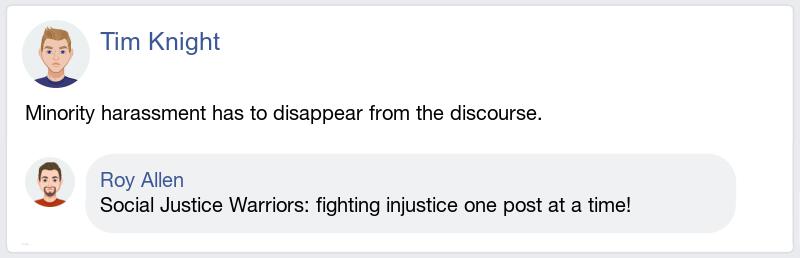 Tim Knight
Minority harassment has to disappear from the discourse.
Roy Allen
Social Justice Warriors: fighting injustice one post at a time!